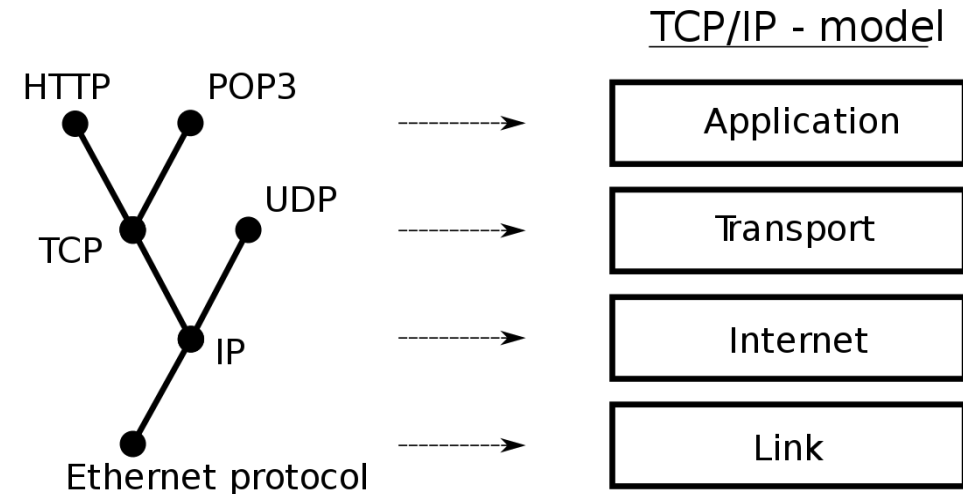 TCP/IP - model
HTTP
POP3
Application
UDP
TCP
Transport
IP
Internet
Ethernet protocol
Link